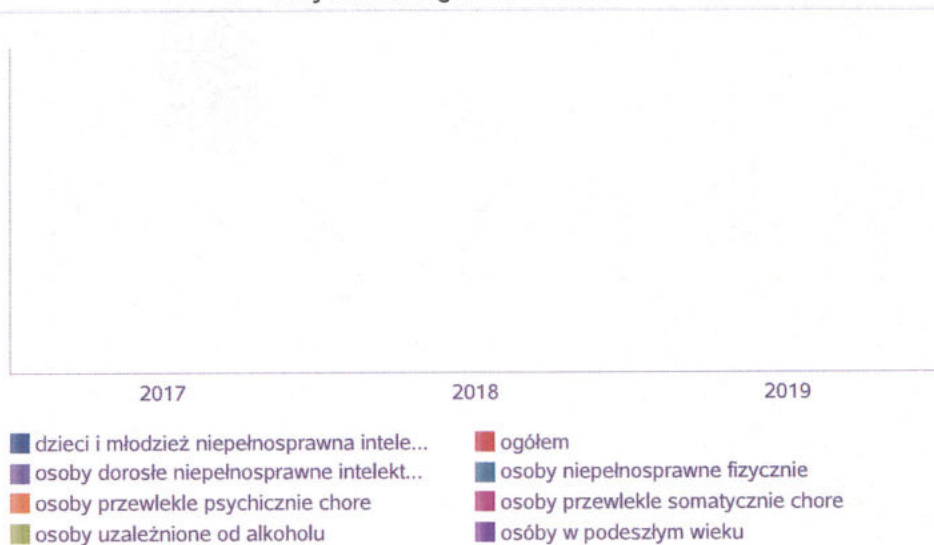 2017 2018 2019
dzieci i młodzież niepełnosprawna intele... ogółem
osoby dorosłe niepełnosprawne intelekt... osoby niepełnosprawne fizycznie
osoby przewlekle psychicznie chore osoby przewlekle somatycznie chore
osoby uzależnione od alkoholu osóby w podeszłym wieku